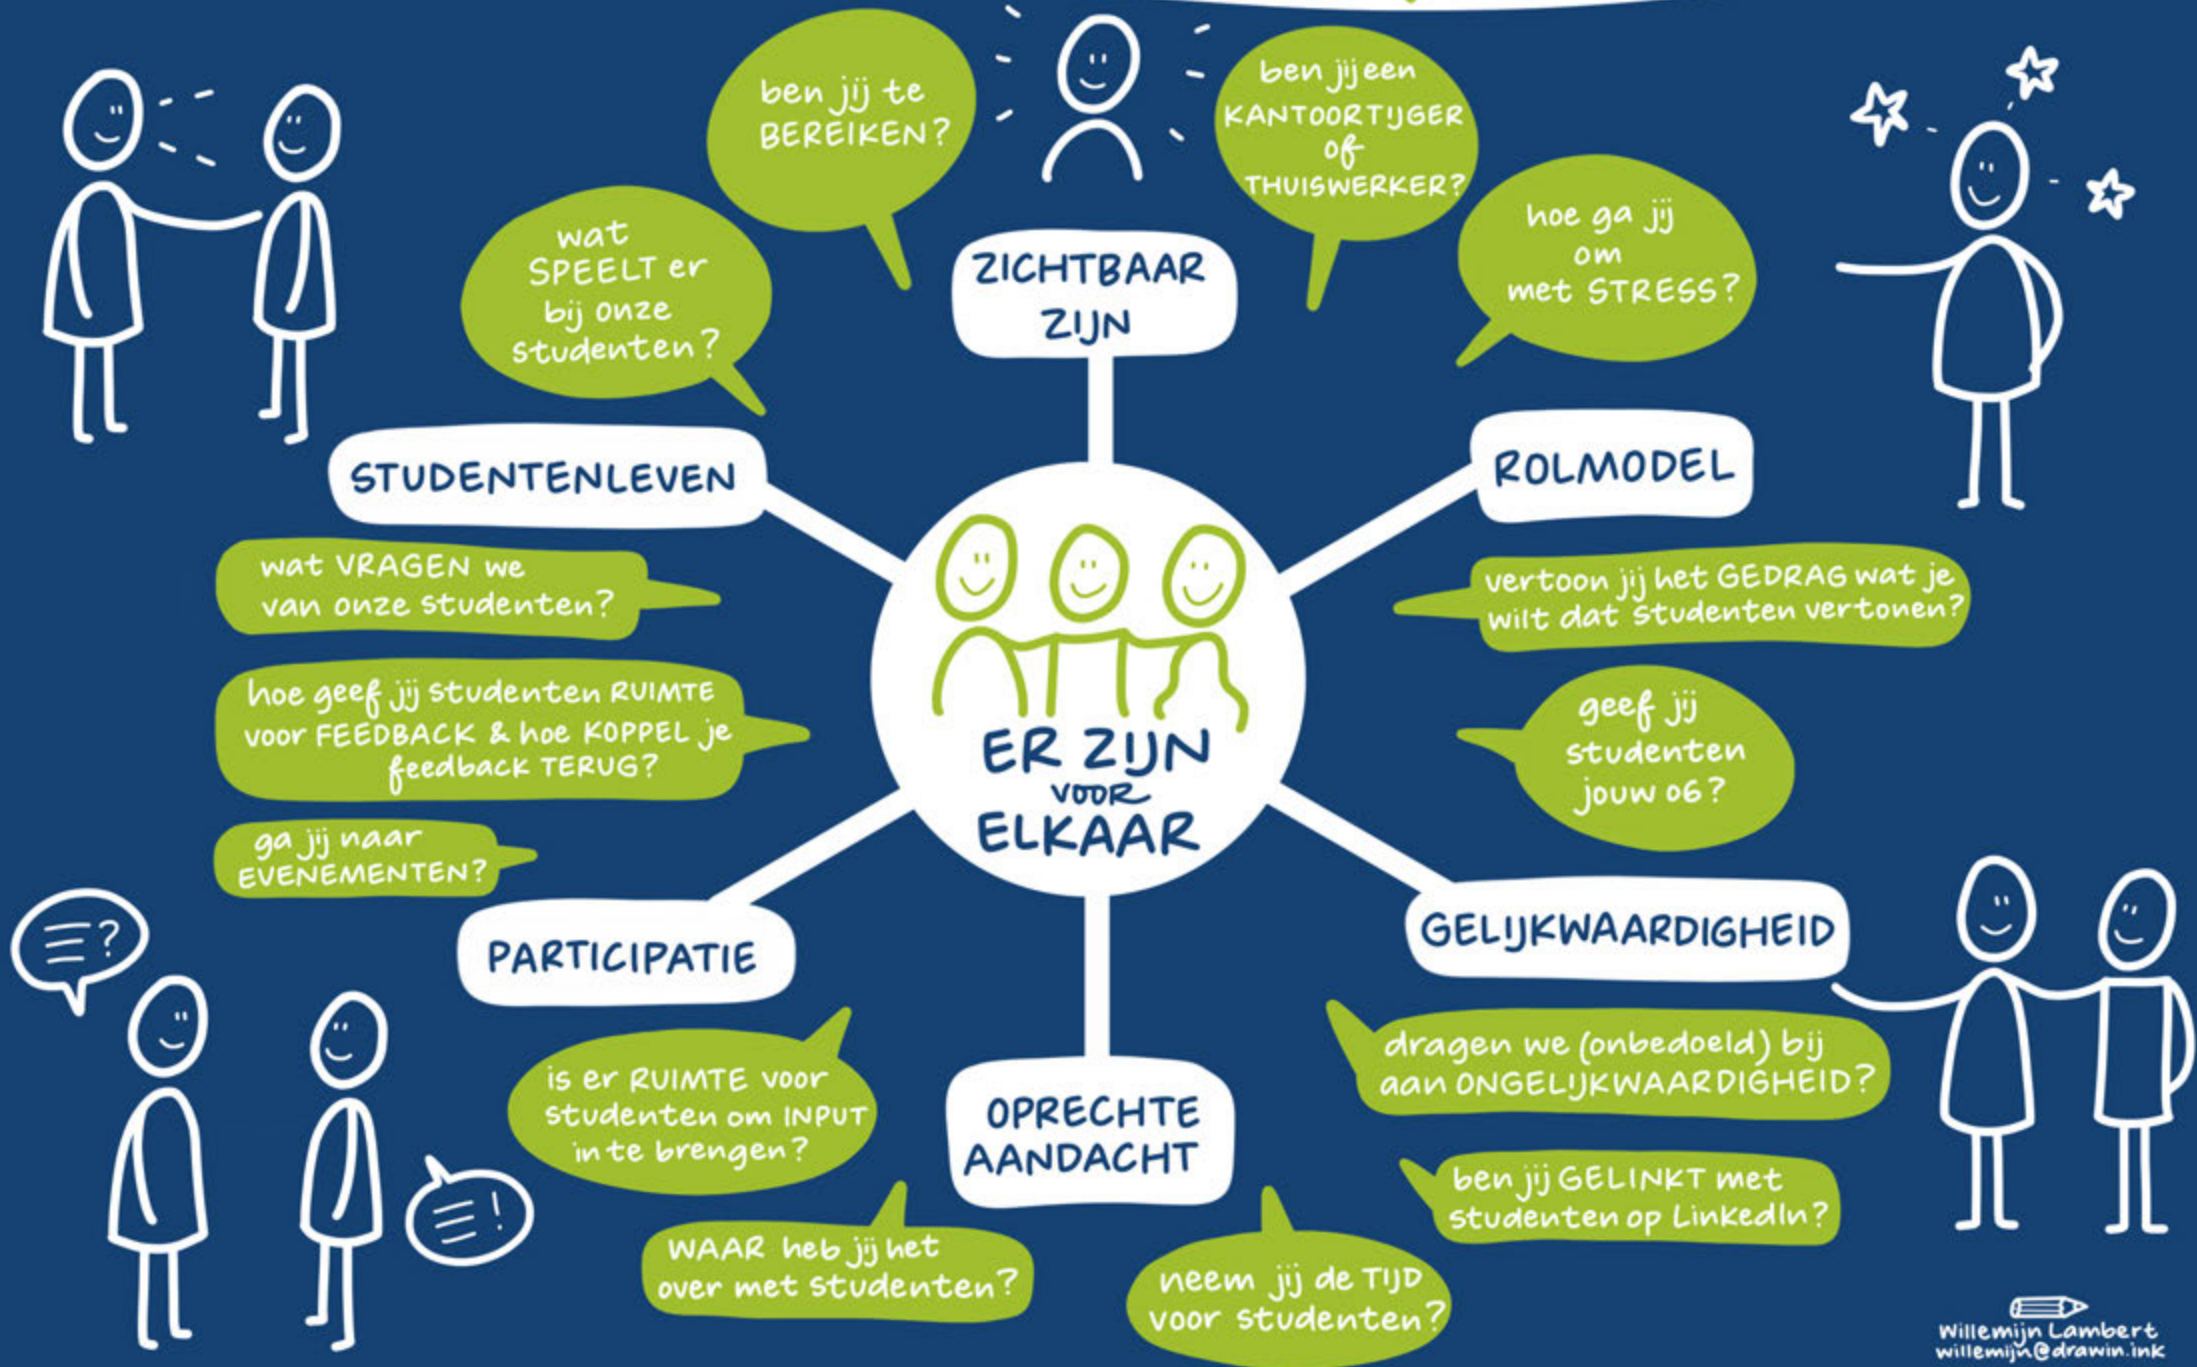 ben jij te
BEREIKEN?
ben jij een
KANTOORTIJGER
of
THUISWERKER?
wat
SPEELT er
bij onze
studenten?
ZICHTBAAR
ZIJN
hoe ga jij
om
met STRESS?
STUDENTENLEVEN
ROLMODEL
wat VRAGEN we
van onze studenten?
vertoon jij het GEDRAG wat je
wilt dat studenten vertonen?
hoe geef jij studenten RUIMTE
voor FEEDBACK & hoe KOPPEL je
feedback TERUG?
ER ZIJN
VOOR
ELKAAR
geef jij
studenten
jouw 06?
ga jij naar
EVENEMENTEN?
?
PARTICIPATIE
GELIJKWAARDIGHEID
is er RUIMTE voor
studenten om INPUT
in te brengen?
OPRECHTE
AANDACHT
dragen we (onbedoeld) bij
aan ONGELIJKWAARDIGHEID?
ben jij GELINKT met
studenten op LinkedIn?
!
WAAR heb jij het
over met studenten?
neem jij de TIJD
voor studenten?
Willemijn Lambert
willemijn@drawin.ink